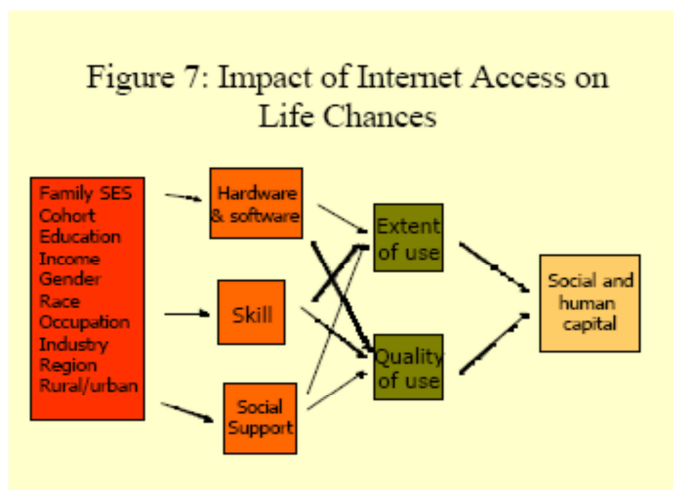 Figure 7: Impact of Internet Access on
Life Chances
Family SES
Cohort
Education
Income
Gender
Race
Occupation
Industry
Region
Rural/urban
Hardware
& software
Skill
Social
Support
Extent
of use
Quality
of use
Social and
human
capital